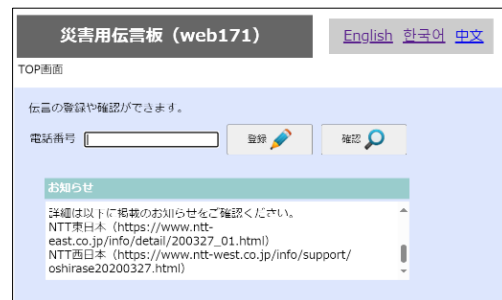 災害用伝言板（web171）
English 한국어 中文
TOP画面
伝言の登録や確認ができます。
電話番号 登録 確認
お知らせ
詳細は以下に掲載のお知らせをご確認ください。
NTT東日本（https://www.ntt-
east.co.jp/info/detail/200327_01.html)
NTT西日本（https://www.ntt-west.co.jp/info/support/
oshirase20200327.html)